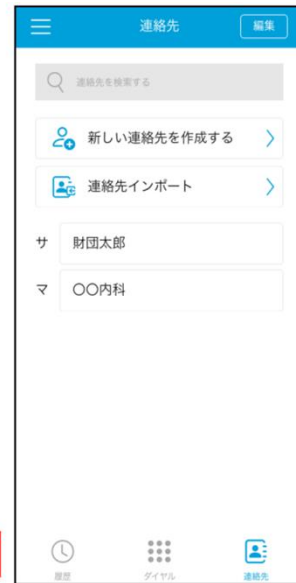 連絡先
編集
連絡先を検索する
新しい連絡先を作成する
連絡先インポート
サ 財団太郎
マ 〇〇内科
履歴 ダイヤル 連絡先